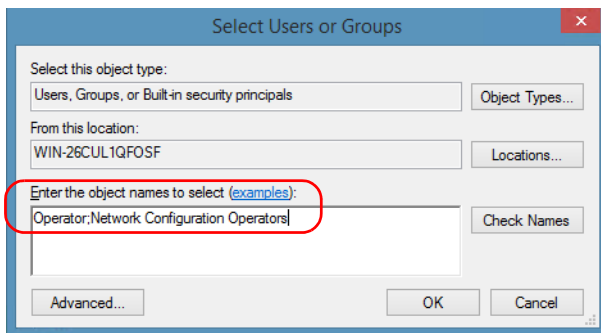 Select Users or Groups
Select this object type:
Users, Groups, or Built-in security principals
Object Types...
From this location:
WIN-26CUL1QFOSF
Locations...
Enter the object names to select (examples):
Operator;Network Configuration Operators
Check Names
Advanced...
OK
Cancel